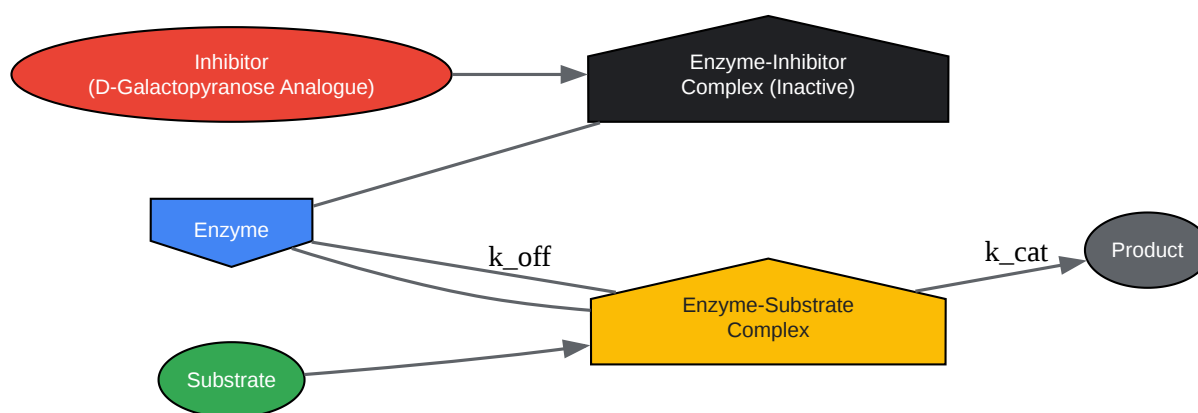 Inhibitor
(D-Galactopyranose Analogue)
Enzyme-Inhibitor
Complex (Inactive)
Enzyme
k_off
k_cat
Product
Enzyme-Substrate
Complex
Substrate